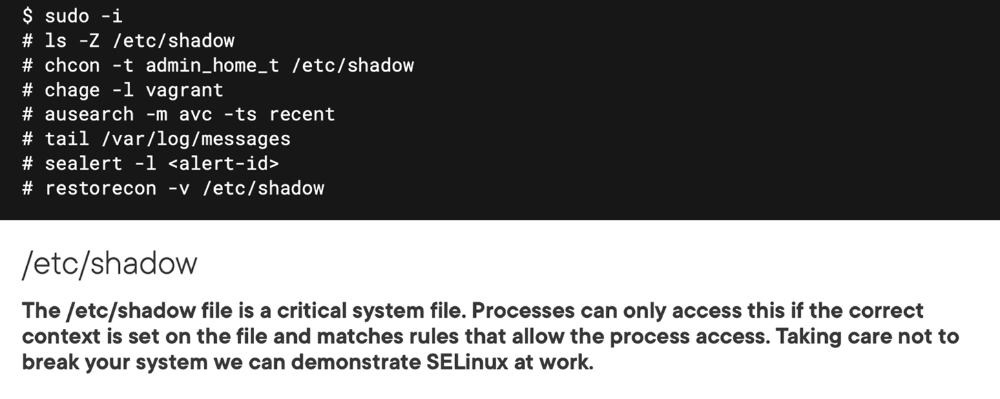 $ sudo -i
# ls -Z /etc/shadow
# chcon -t admin_home_t /etc/shadow
# chage -l vagrant
# ausearch -m avc -ts recent
# tail /var/log/messages
# sealert -l <alert-id>
# restorecon -v /etc/shadow
/etc/shadow
The /etc/shadow file is a critical system file. Processes can only access this if the correct
context is set on the file and matches rules that allow the process access. Taking care not to
break your system we can demonstrate SELinux at work.